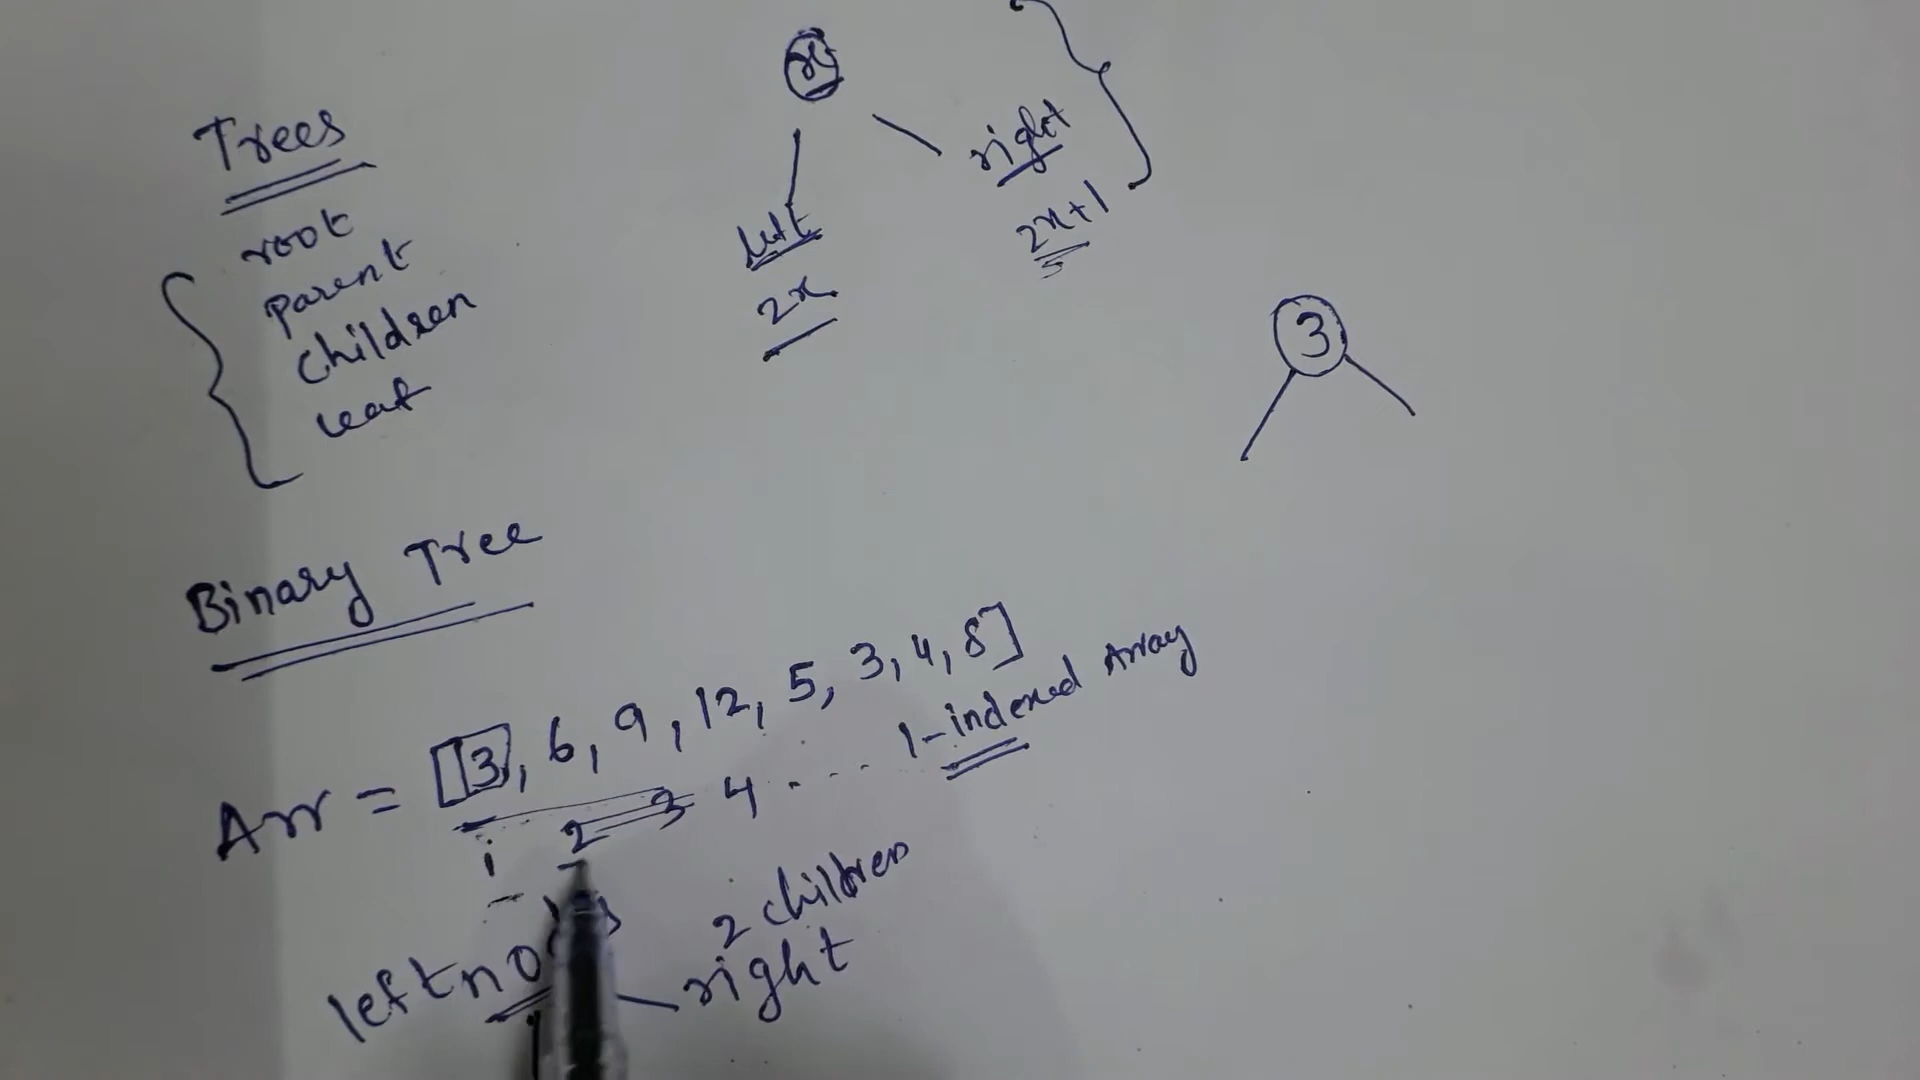 Trees
root
parent
children
leaf
x
left
2x
right
2x+1
3
Binary Tree
Arr = [3, 6, 9, 12, 5, 3, 4, 8]
1 2 3 4 .... 1-indexed Array
2 children
left
right